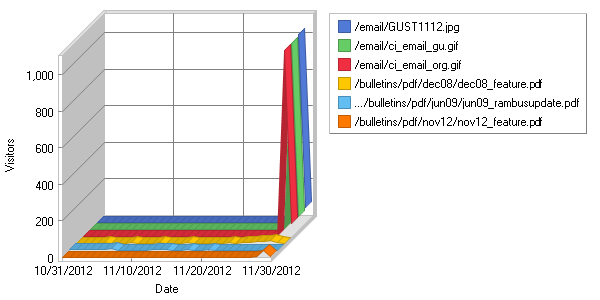 /email/GUST1112.jpg
/email/ci_email_gu.gif
/email/ci_email_org.gif
/bulletins/pdf/dec08/dec08_feature.pdf
.../bulletins/pdf/jun09/jun09_rambusupdate.pdf
/bulletins/pdf/nov12/nov12_feature.pdf
1,000
800
600
400
200
0
Visitors
10/31/2012 11/10/2012 11/20/2012 11/30/2012
Date